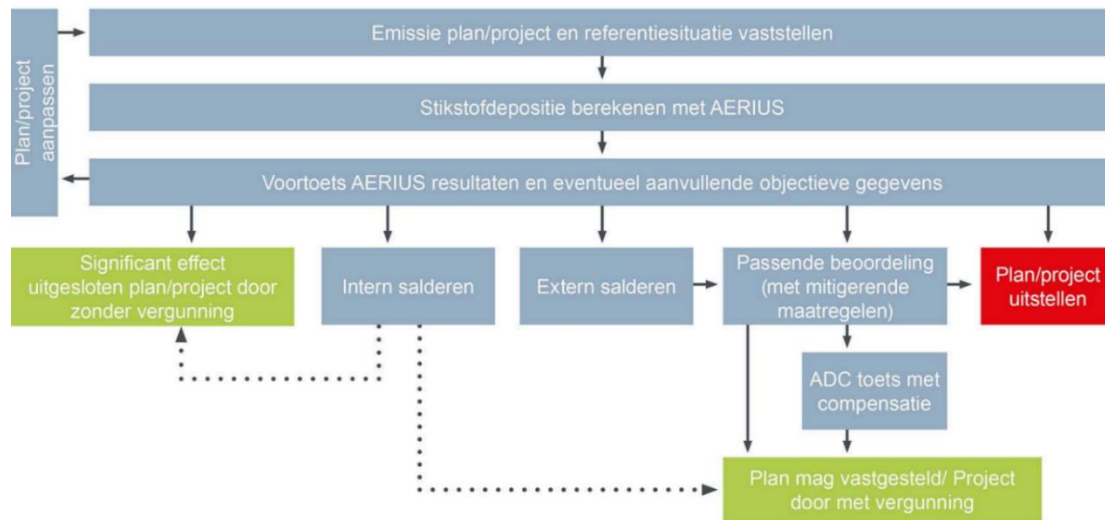 Plan/project
aanpassen
Emissie plan/project en referentiesituatie vaststellen
Stikstofdepositie berekenen met AERIUS
Voortoets AERIUS resultaten en eventueel aanvullende objectieve gegevens
Significant effect
uitgesloten plan/project door
zonder vergunning
Intern salderen
Extern salderen
Passende beoordeling
(met mitigerende
maatregelen)
Plan/project
uitstellen
ADC toets met
compensatie
Plan mag vastgesteld/ Project
door met vergunning